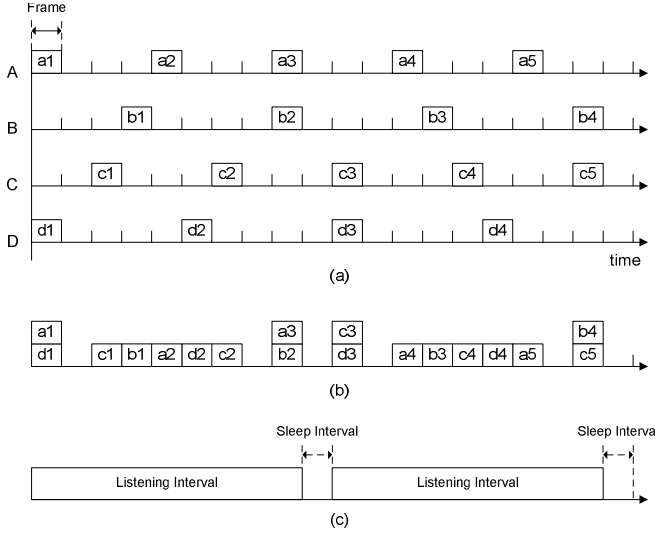 Frame
A a1 a2 a3 a4 a5
B b1 b2 b3 b4
C c1 c2 c3 c4 c5
D d1 d2 d3 d4
time
(a)
a1 a3 c3 b4
d1 c1 b1 a2 d2 c2 b2 d3 a4 b3 c4 d4 a5 c5
(b)
Sleep Interval Sleep Interva
Listening Interval Listening Interval
(c)